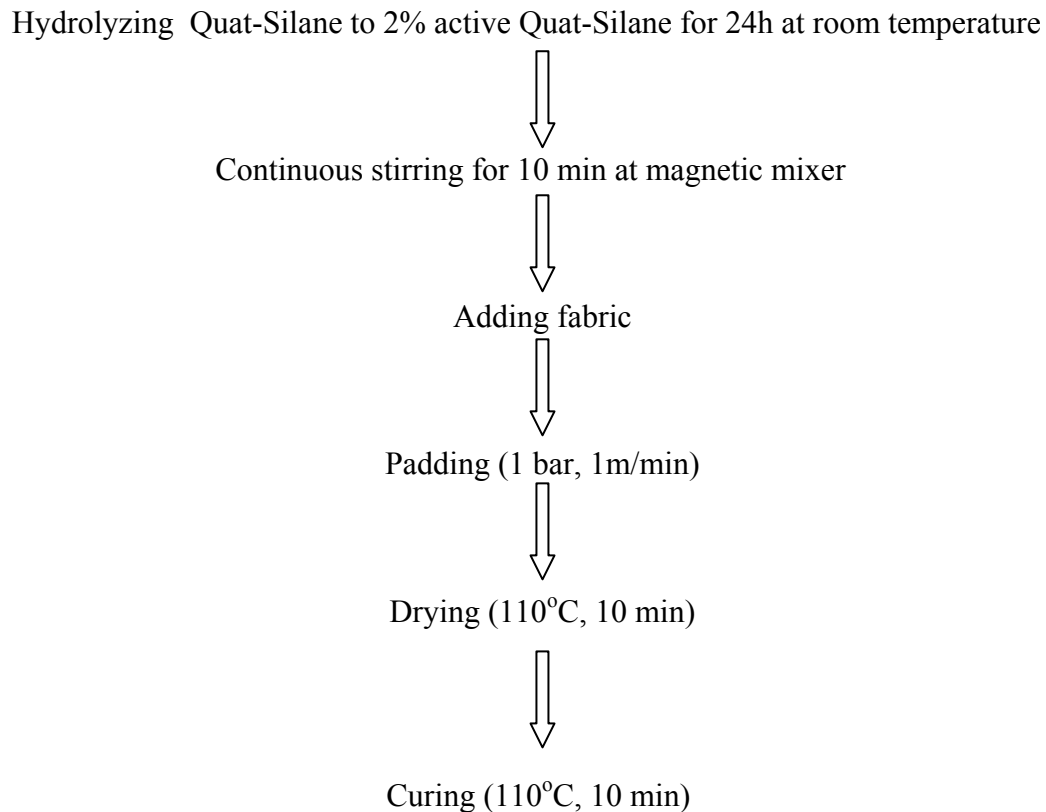 Hydrolyzing  Quat-Silane to 2% active Quat-Silane for 24h at room temperature
Continuous stirring for 10 min at magnetic mixer
Adding fabric
Padding (1 bar, 1m/min)
Drying (110°C, 10 min)
Curing (110°C, 10 min)